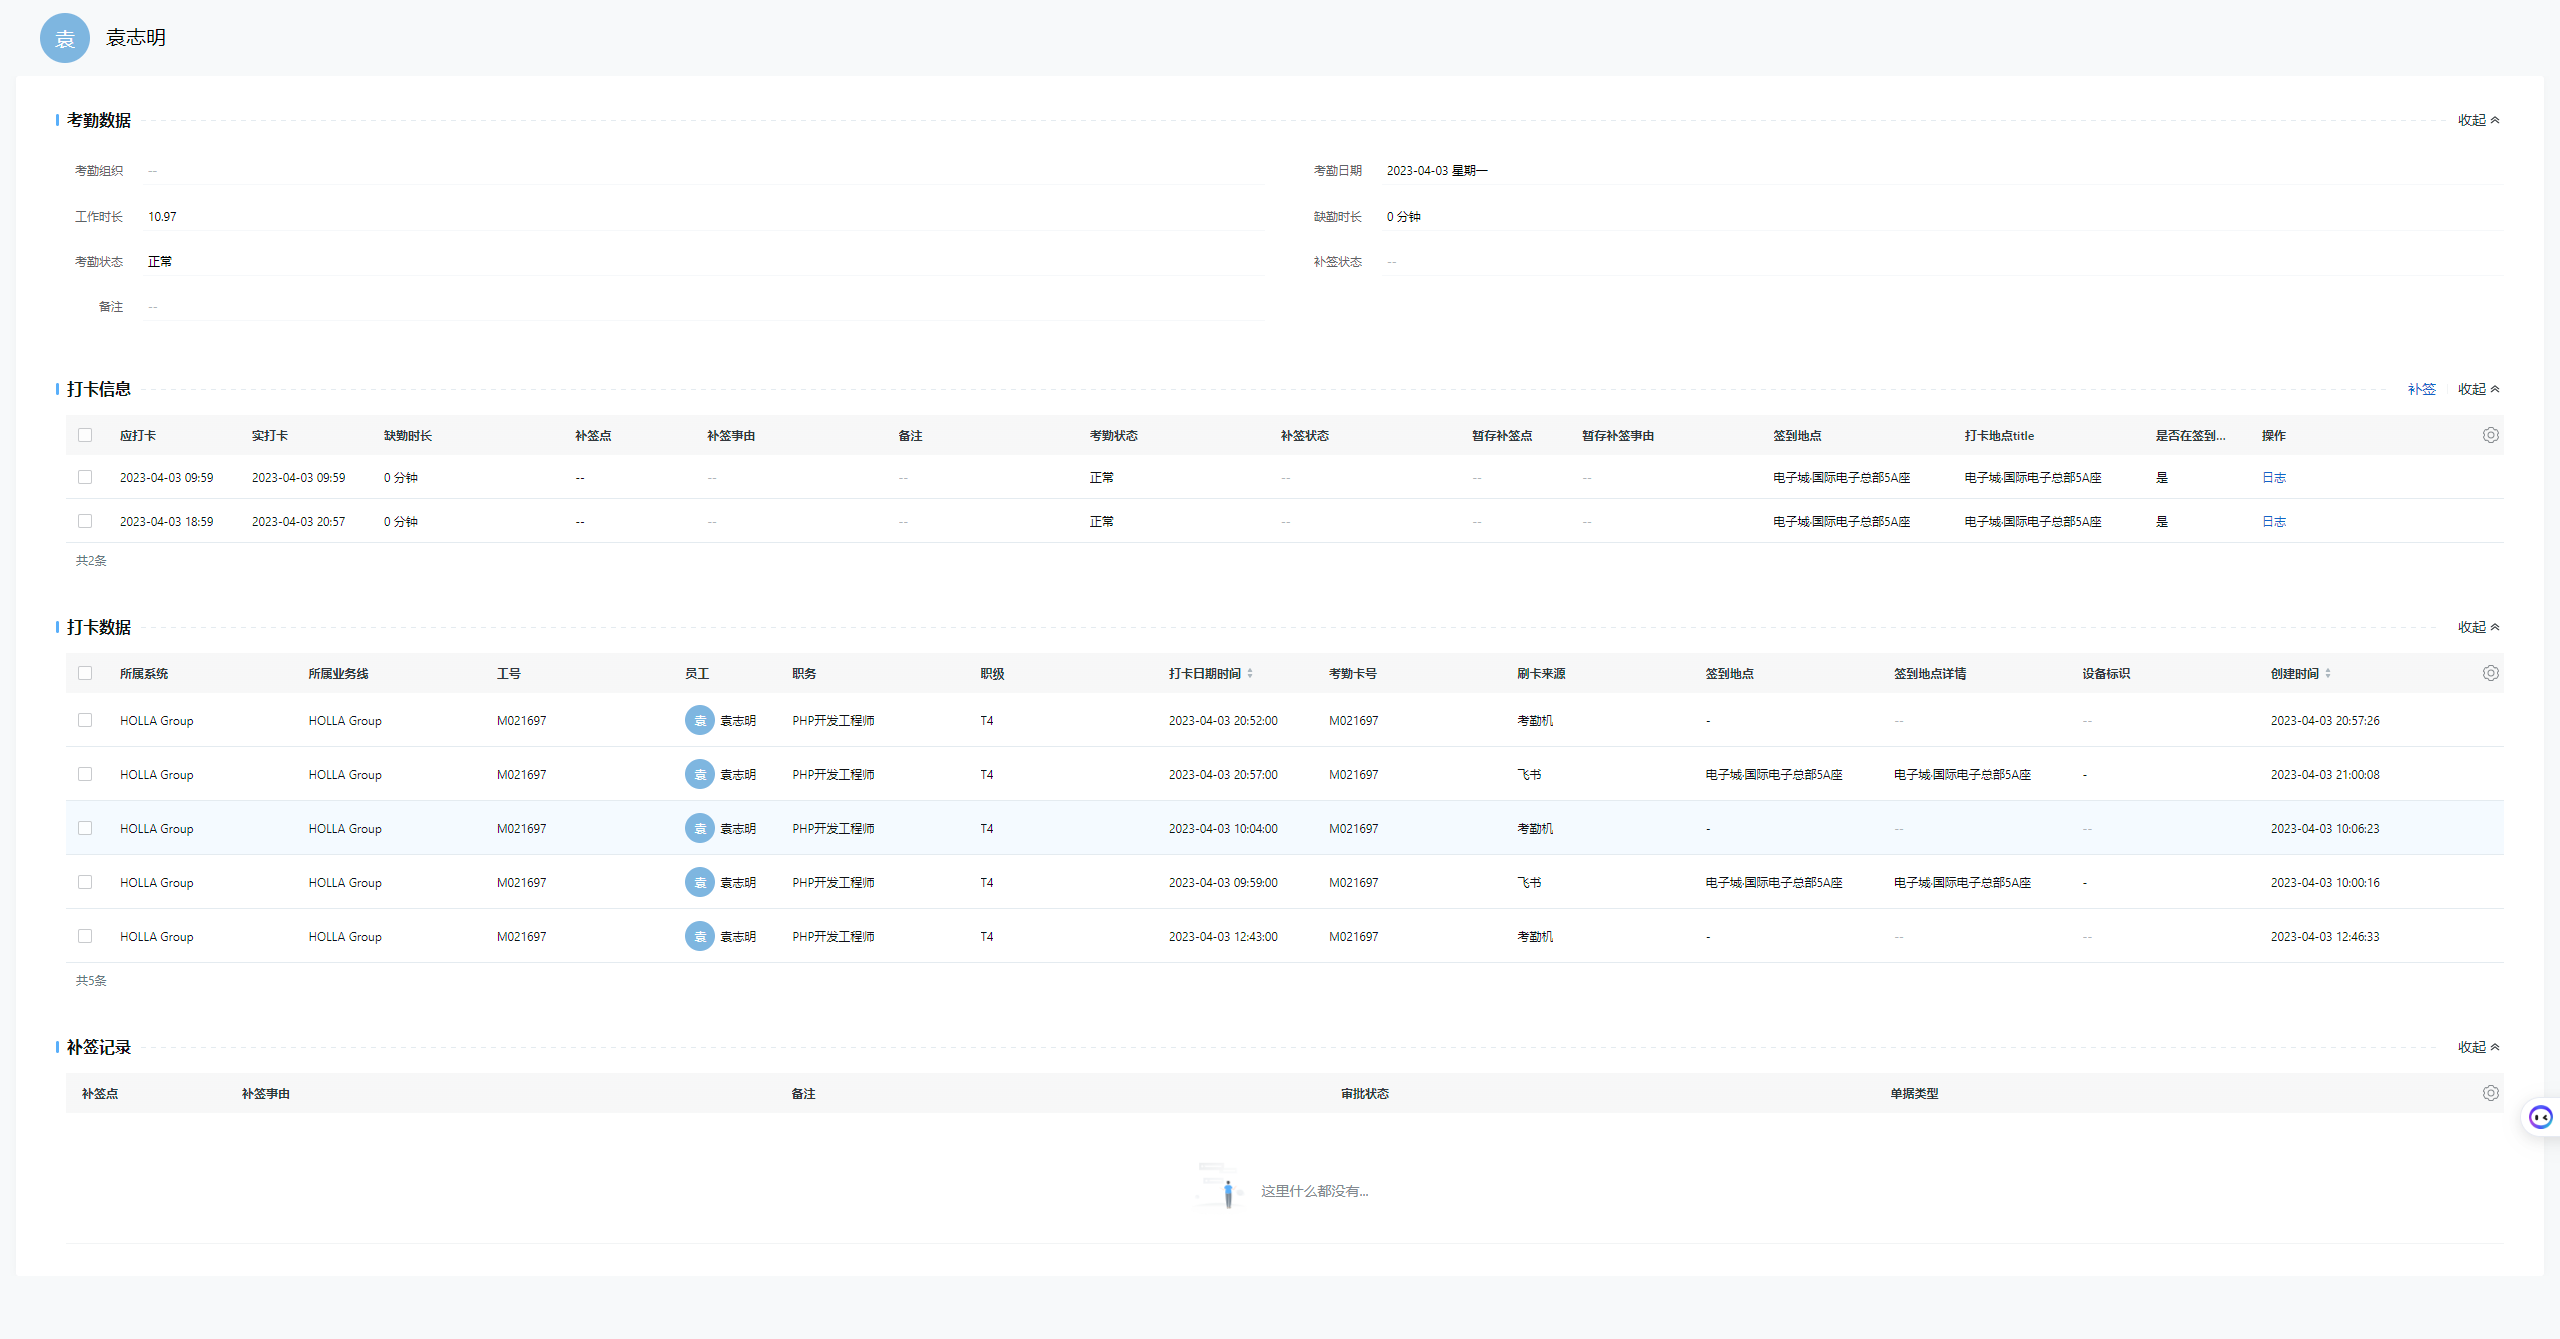 袁 袁志明
考勤数据 收起
考勤组织 -- 考勤日期 2023-04-03 星期一
工作时长 10.97 缺勤时长 0 分钟
考勤状态 正常 补签状态 --
备注 --
打卡信息 补签 收起
应打卡 实打卡 缺勤时长 补签点 补签事由 备注 考勤状态 补签状态 暂存补签点 暂存补签事由 签到地点 打卡地点title 是否在签到... 操作
2023-04-03 09:59 2023-04-03 09:59 0 分钟 -- -- -- 正常 -- -- -- 电子城·国际电子总部5A座 电子城·国际电子总部5A座 是 日志
2023-04-03 18:59 2023-04-03 20:57 0 分钟 -- -- -- 正常 -- -- -- 电子城·国际电子总部5A座 电子城·国际电子总部5A座 是 日志
共2条
打卡数据 收起
所属系统 所属业务线 工号 员工 职务 职级 打卡日期时间 考勤卡号 刷卡来源 签到地点 签到地点详情 设备标识 创建时间
HOLLA Group HOLLA Group M021697 袁 袁志明 PHP开发工程师 T4 2023-04-03 20:52:00 M021697 考勤机 - -- -- 2023-04-03 20:57:26
HOLLA Group HOLLA Group M021697 袁 袁志明 PHP开发工程师 T4 2023-04-03 20:57:00 M021697 飞书 电子城·国际电子总部5A座 电子城·国际电子总部5A座 - 2023-04-03 21:00:08
HOLLA Group HOLLA Group M021697 袁 袁志明 PHP开发工程师 T4 2023-04-03 10:04:00 M021697 考勤机 - -- -- 2023-04-03 10:06:23
HOLLA Group HOLLA Group M021697 袁 袁志明 PHP开发工程师 T4 2023-04-03 09:59:00 M021697 飞书 电子城·国际电子总部5A座 电子城·国际电子总部5A座 - 2023-04-03 10:00:16
HOLLA Group HOLLA Group M021697 袁 袁志明 PHP开发工程师 T4 2023-04-03 12:43:00 M021697 考勤机 - -- -- 2023-04-03 12:46:33
共5条
补签记录 收起
补签点 补签事由 备注 审批状态 单据类型
这里什么都没有...